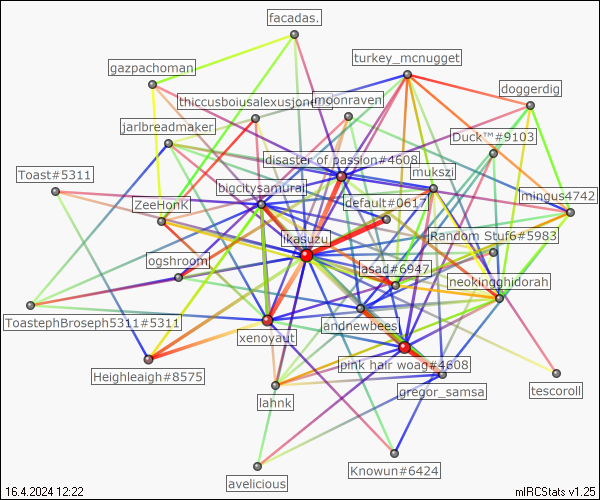 facadas.
turkey_mcnugget
gazpachoman
doggerdig
thiccusboiusalexusjone
moonraven
jarlbreadmaker
Duck™#9103
disaster of passion#4608
Toast#5311
mukszi
bigcitysamurai
mingus4742
default#0617
ZeeHonK
ikasuzu
Random Stuf6#5983
ogshroom
asad#6947
neokingghidorah
ToastephBroseph5311#5311
andnewbees
xenoyaut
pink hair woag#4608
Heighleaigh#8575
gregor_samsa
tescoroll
lahnk
Knowun#6424
avelicious
16.4.2024 12:22
mIRCStats v1.25